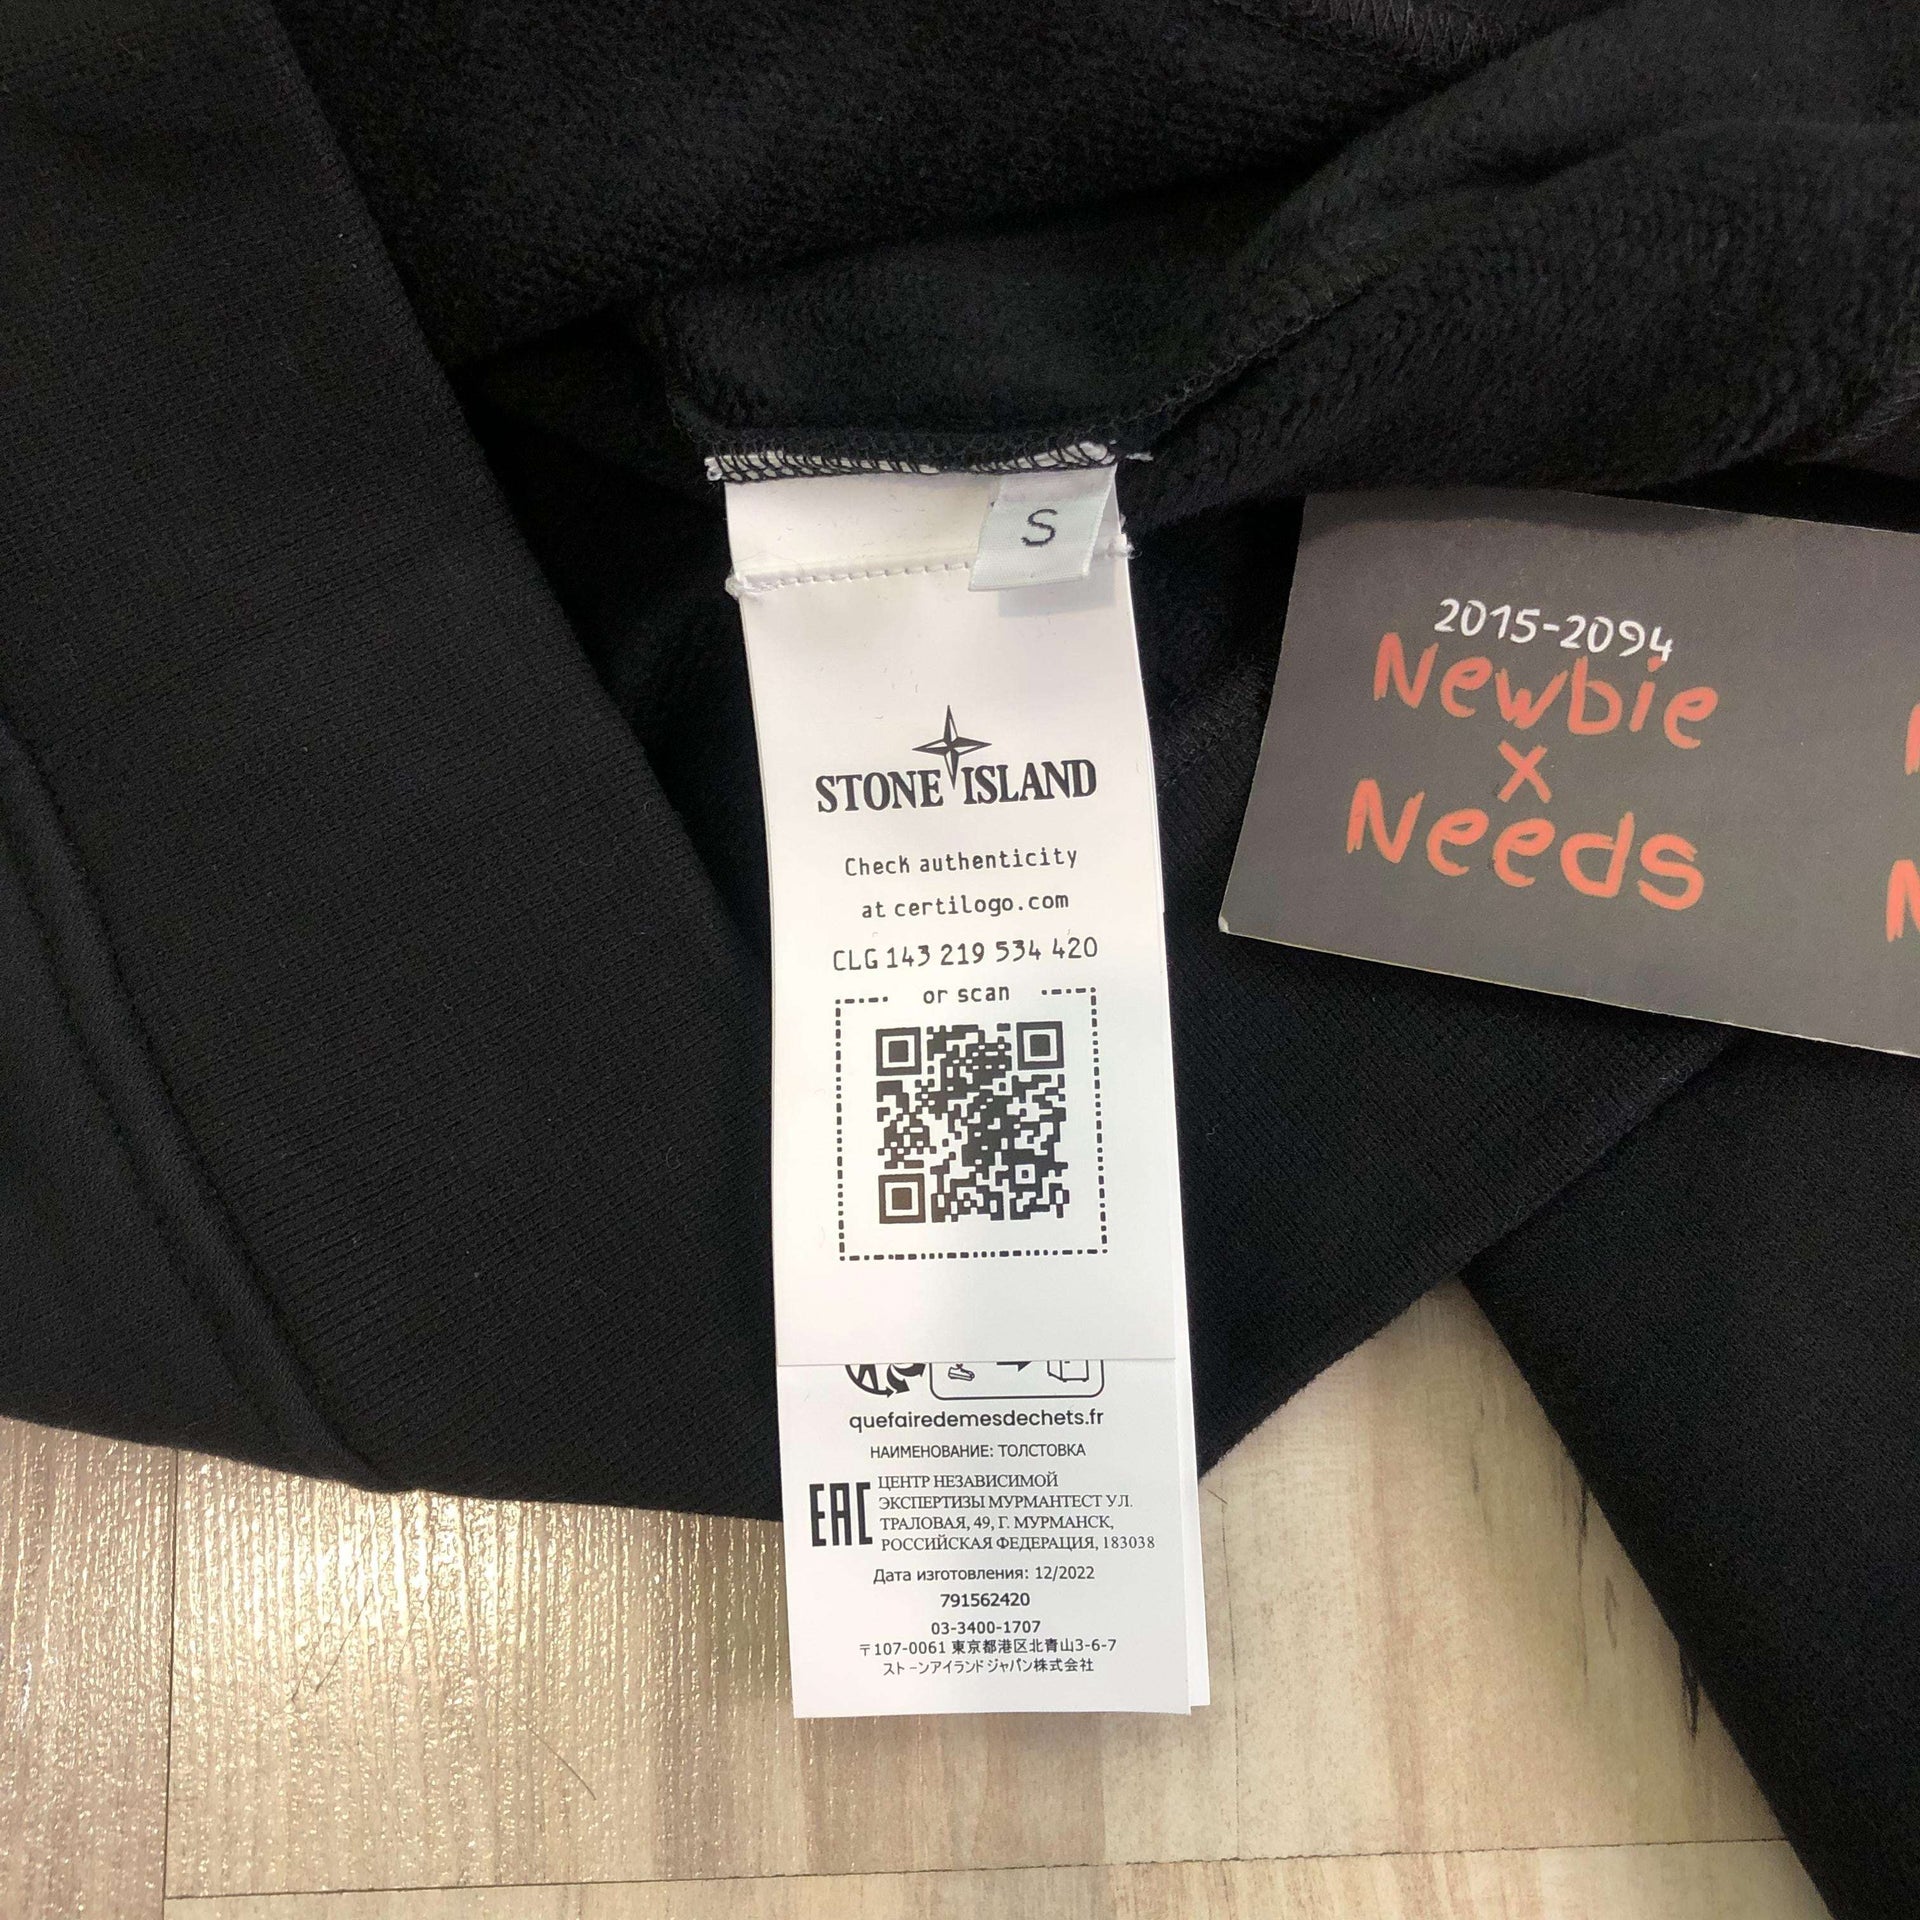 S
STONE ISLAND
Check authenticity
at certilogo.com
CLG 143 219 534 420
or scan
quefairedemesdechets.fr
НАИМЕНОВАНИЕ: ТОЛСТОВКА
EAC
ЦЕНТР НЕЗАВИСИМОЙ
ЭКСПЕРТИЗЫ МУРМАНТЕСТ УЛ.
ТРАЛОВАЯ, 49, Г. МУРМАНСК,
РОССИЙСКАЯ ФЕДЕРАЦИЯ, 183038
Дата изготовления: 12/2022
791562420
03-3400-1707
〒107-0061 東京都港区北青山3-6-7
ストーンアイランドジャパン株式会社
2015-2094
Newbie
x
Needs